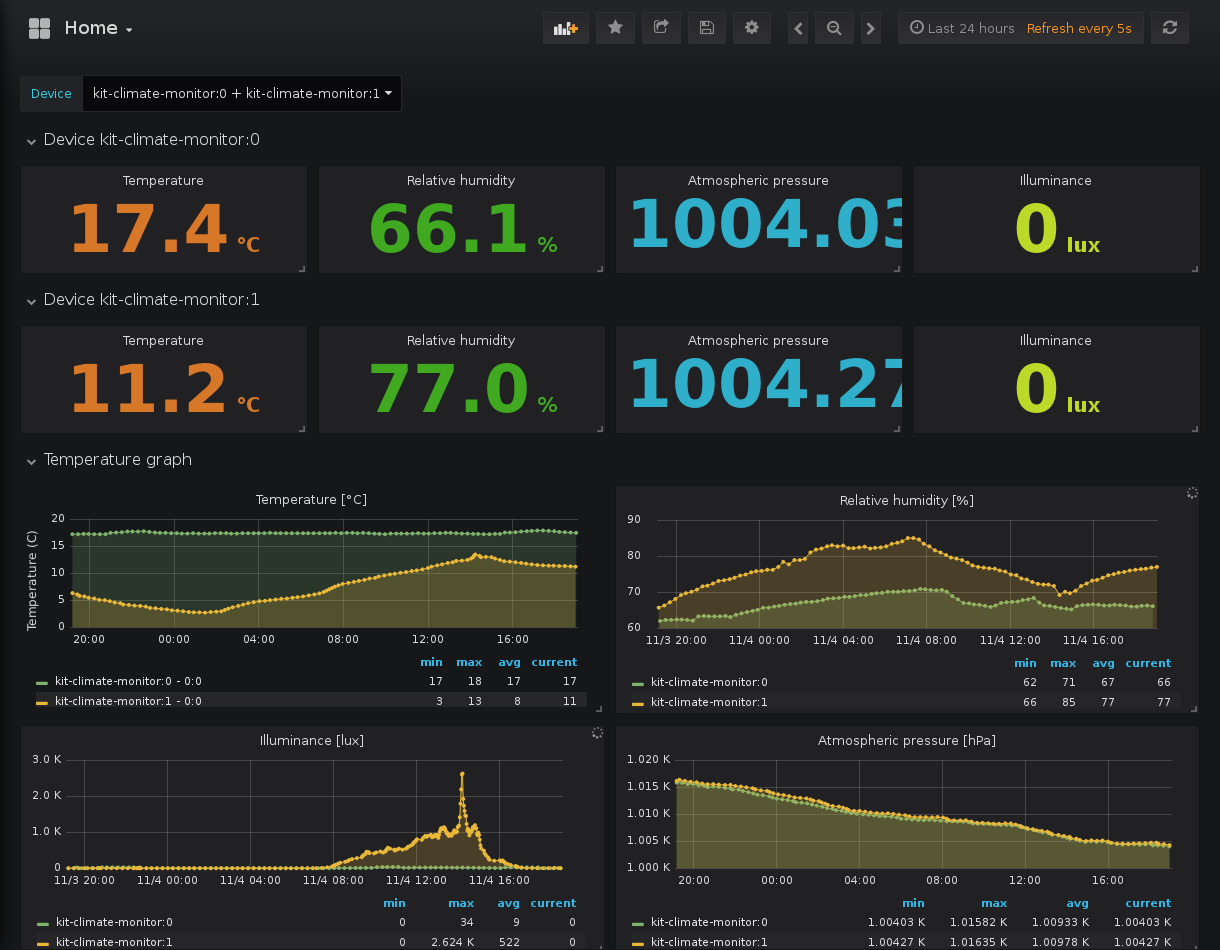 Home
Last 24 hours Refresh every 5s
Device kit-climate-monitor:0 + kit-climate-monitor:1
Device kit-climate-monitor:0
Temperature Relative humidity Atmospheric pressure Illuminance
17.4 °C 66.1 % 1004.03 0 lux
Device kit-climate-monitor:1
Temperature Relative humidity Atmospheric pressure Illuminance
11.2 °C 77.0 % 1004.27 0 lux
Temperature graph
Temperature [°C]
Temperature (C)
20
15
10
5
0
20:00 00:00 04:00 08:00 12:00 16:00
min max avg current
kit-climate-monitor:0 - 0:0 17 18 17 17
kit-climate-monitor:1 - 0:0 3 13 8 11
Relative humidity [%]
90
80
70
60
11/3 20:00 11/4 00:00 11/4 04:00 11/4 08:00 11/4 12:00 11/4 16:00
min max avg current
kit-climate-monitor:0 62 71 67 66
kit-climate-monitor:1 66 85 77 77
Illuminance [lux]
3.0 K
2.0 K
1.0 K
0
11/3 20:00 11/4 00:00 11/4 04:00 11/4 08:00 11/4 12:00 11/4 16:00
min max avg current
kit-climate-monitor:0 0 34 9 0
kit-climate-monitor:1 0 2.624 K 522 0
Atmospheric pressure [hPa]
1.020 K
1.015 K
1.010 K
1.005 K
1.000 K
20:00 00:00 04:00 08:00 12:00 16:00
min max avg current
kit-climate-monitor:0 1.00403 K 1.01582 K 1.00933 K 1.00403 K
kit-climate-monitor:1 1.00427 K 1.01635 K 1.00978 K 1.00427 K